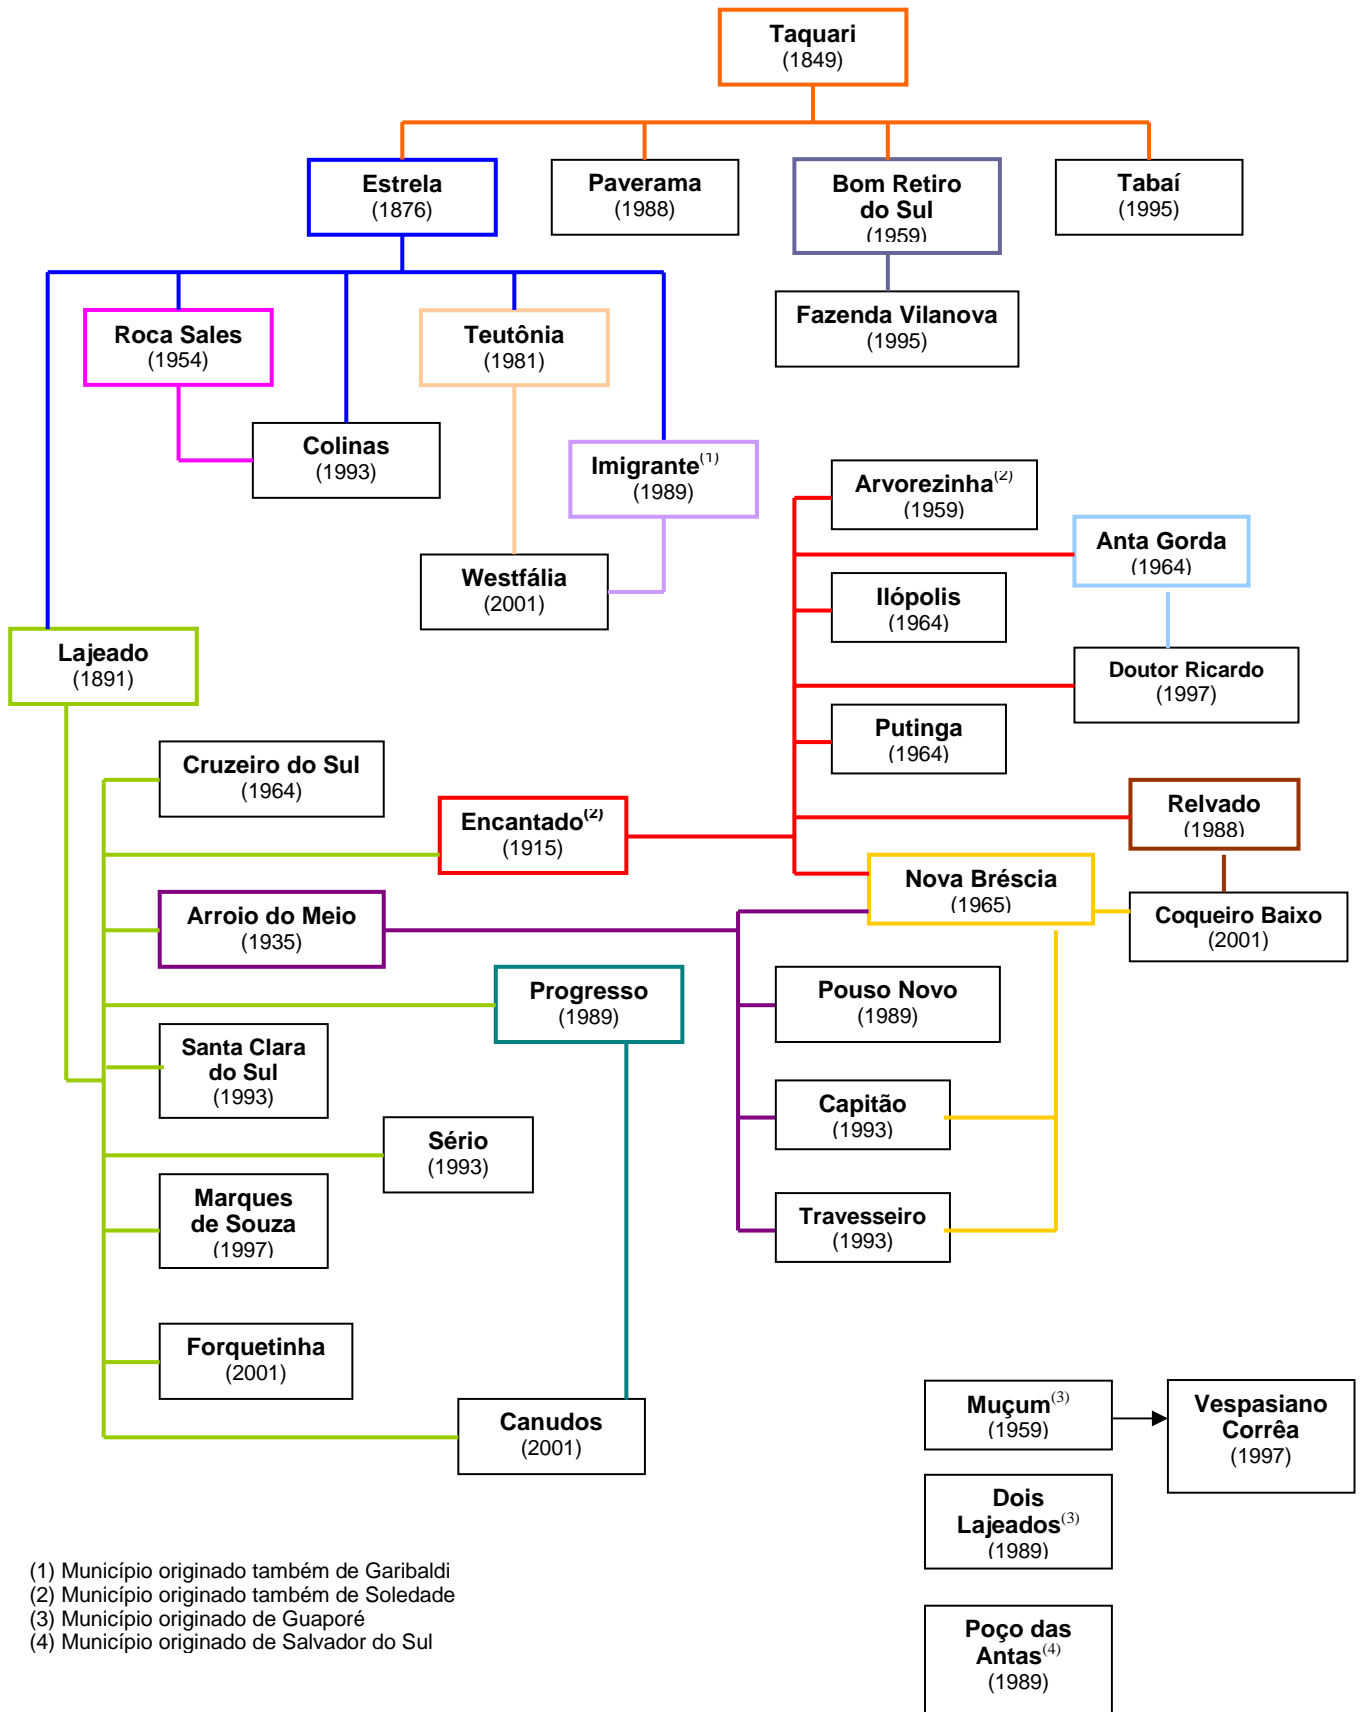 Taquari
(1849)
Estrela
(1876)
Paverama
(1988)
Bom Retiro
do Sul
(1959)
Tabaí
(1995)
Fazenda Vilanova
(1995)
Roca Sales
(1954)
Teutônia
(1981)
Colinas
(1993)
Imigrante(1)
(1989)
Arvorezinha(2)
(1959)
Anta Gorda
(1964)
Westfália
(2001)
Ilópolis
(1964)
Lajeado
(1891)
Doutor Ricardo
(1997)
Putinga
(1964)
Cruzeiro do Sul
(1964)
Encantado(2)
(1915)
Relvado
(1988)
Nova Bréscia
(1965)
Arroio do Meio
(1935)
Coqueiro Baixo
(2001)
Progresso
(1989)
Pouso Novo
(1989)
Santa Clara
do Sul
(1993)
Capitão
(1993)
Sério
(1993)
Marques
de Souza
(1997)
Travesseiro
(1993)
Forquetinha
(2001)
Canudos
(2001)
Muçum(3)
(1959)
Vespasiano
Corrêa
(1997)
Dois
Lajeados(3)
(1989)
Poço das
Antas(4)
(1989)
(1) Município originado também de Garibaldi
(2) Município originado também de Soledade
(3) Município originado de Guaporé
(4) Município originado de Salvador do Sul